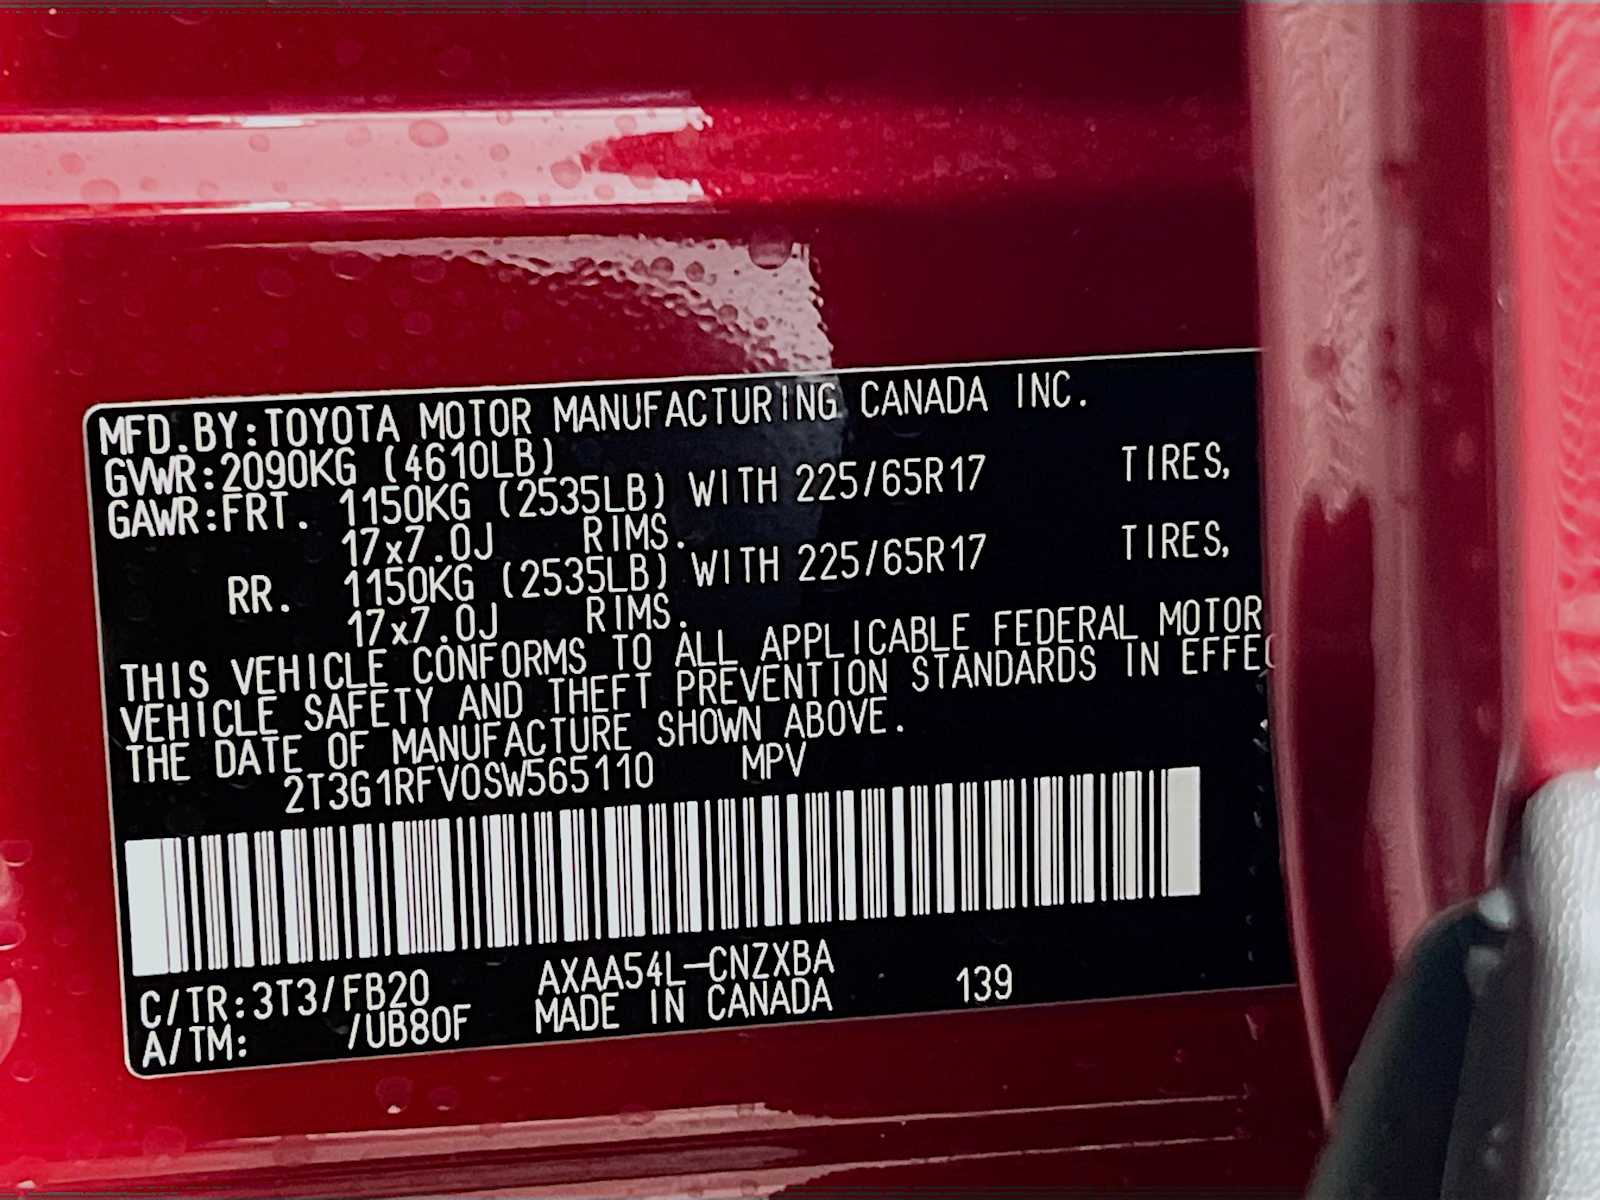 MFD.BY:TOYOTA MOTOR MANUFACTURING CANADA INC.
GVWR:2090KG (4610LB)
GAWR:FRT. 1150KG (2535LB) WITH 225/65R17 TIRES,
17x7.0J RIMS.
RR. 1150KG (2535LB) WITH 225/65R17 TIRES,
17x7.0J RIMS.
THIS VEHICLE CONFORMS TO ALL APPLICABLE FEDERAL MOTOR
VEHICLE SAFETY AND THEFT PREVENTION STANDARDS IN EFFEC
THE DATE OF MANUFACTURE SHOWN ABOVE.
2T3G1RFV0SW565110 MPV
C/TR:3T3/FB20 AXAA54L-CNZXBA
A/TM: /UB80F MADE IN CANADA 139